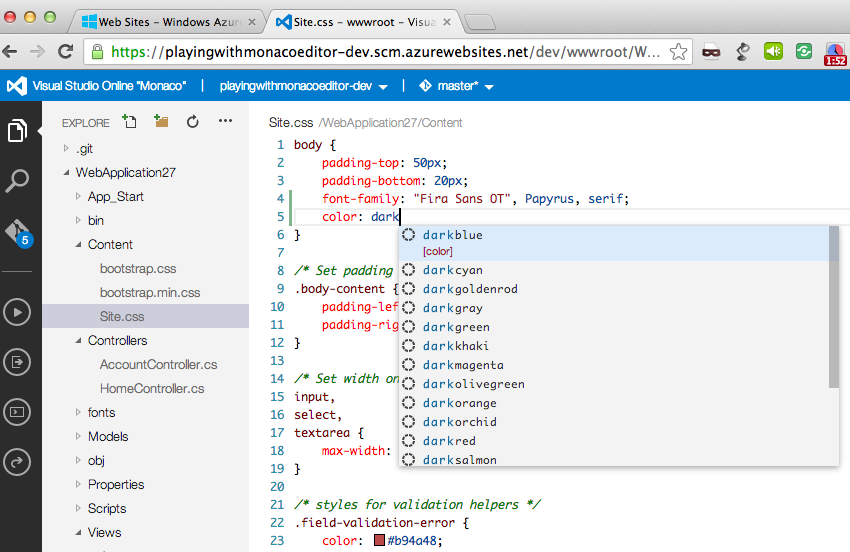 Web Sites – Windows Azur
Site.css – wwwroot – Visua
https://playingwithmonacoeditor-dev.scm.azurewebsites.net/dev/wwwroot/W...
1:52
Visual Studio Online "Monaco" | playingwithmonacoeditor-dev | master*
EXPLORE
Site.css /WebApplication27/Content
.git
WebApplication27
App_Start
bin
Content
bootstrap.css
bootstrap.min.css
Site.css
Controllers
AccountController.cs
HomeController.cs
fonts
Models
obj
Properties
Scripts
Views
5
1 body {
2 padding-top: 50px;
3 padding-bottom: 20px;
4 font-family: "Fira Sans OT", Papyrus, serif;
5 color: dark
6 }
7
8 /* Set padding
9 .body-content {
10 padding-lef
11 padding-rig
12 }
13
14 /* Set width on
15 input,
16 select,
17 textarea {
18 max-width:
19 }
20
21 /* styles for validation helpers */
22 .field-validation-error {
23 color: #b94a48;
darkblue
[color]
darkcyan
darkgoldenrod
darkgray
darkgreen
darkkhaki
darkmagenta
darkolivegreen
darkorange
darkorchid
darkred
darksalmon